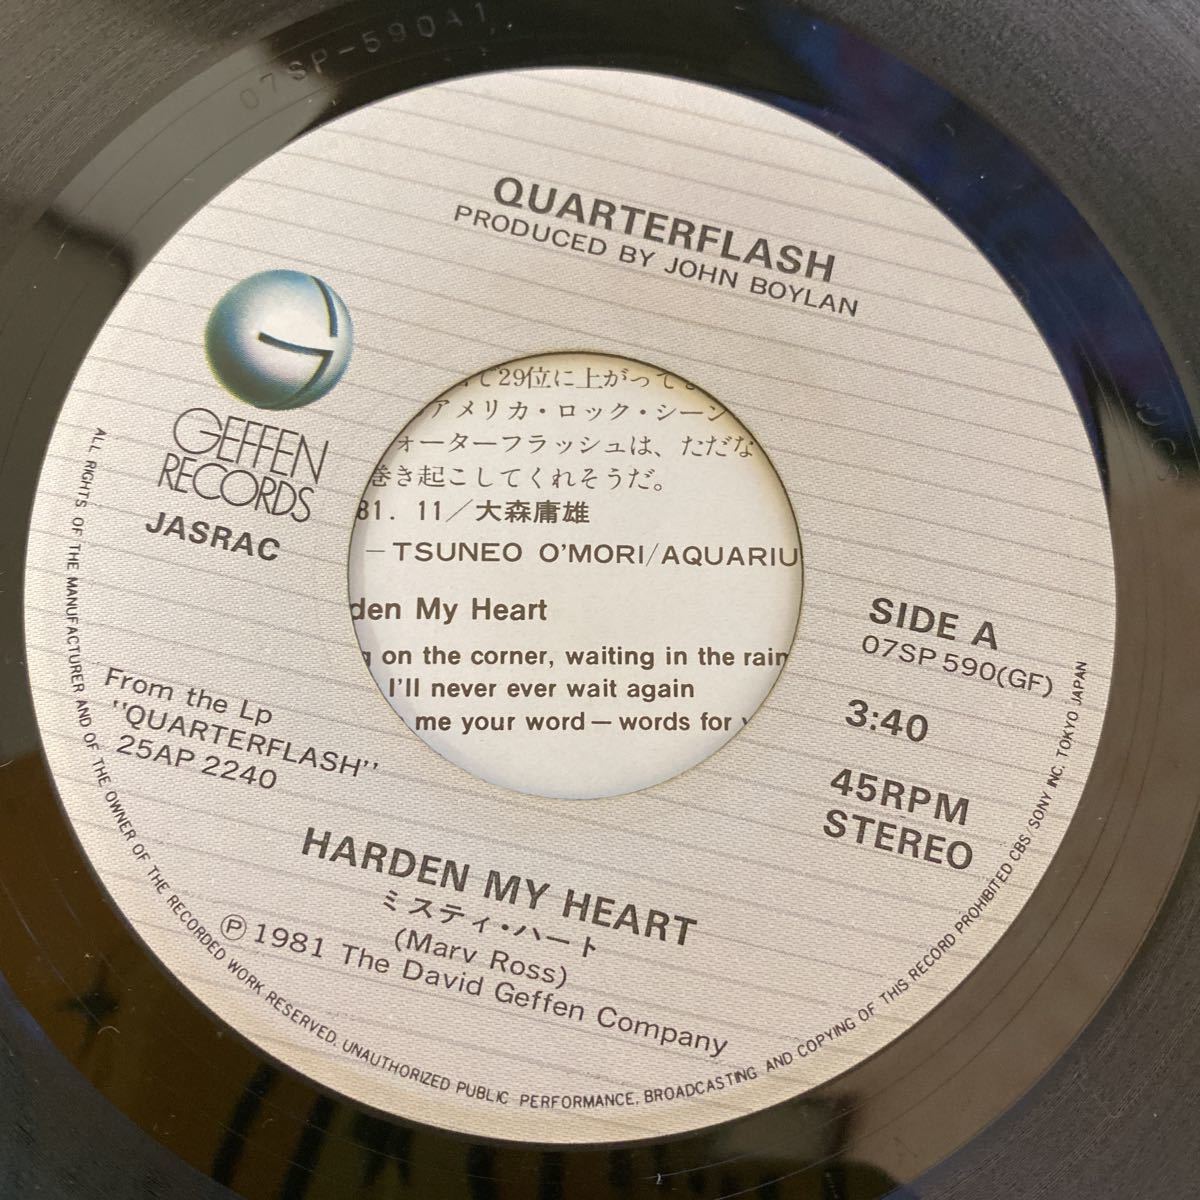 07SP-590A1
QUARTERFLASH
PRODUCED BY JOHN BOYLAN
GEFFEN
RECORDS
JASRAC
て29位に上がって
アメリカ・ロック・シーン
ォーターフラッシュは、ただな
巻き起こしてくれそうだ。
81. 11／大森庸雄
—TSUNEO O'MORI/AQUARIU
den My Heart
on the corner, waiting in the rain
I'll never ever wait again
me your word — words for
SIDE A
07SP 590(GF)
3:40
45RPM
STEREO
From the Lp
"QUARTERFLASH"
25AP 2240
HARDEN MY HEART
ミスティ・ハート
(Marv Ross)
Ⓟ 1981 The David Geffen Company
ALL RIGHTS OF THE MANUFACTURER AND OF THE OWNER OF THE RECORDED WORK RESERVED. UNAUTHORIZED PUBLIC PERFORMANCE, BROADCASTING AND COPYING OF THIS RECORD PROHIBITED CBS/SONY INC. TOKYO JAPAN